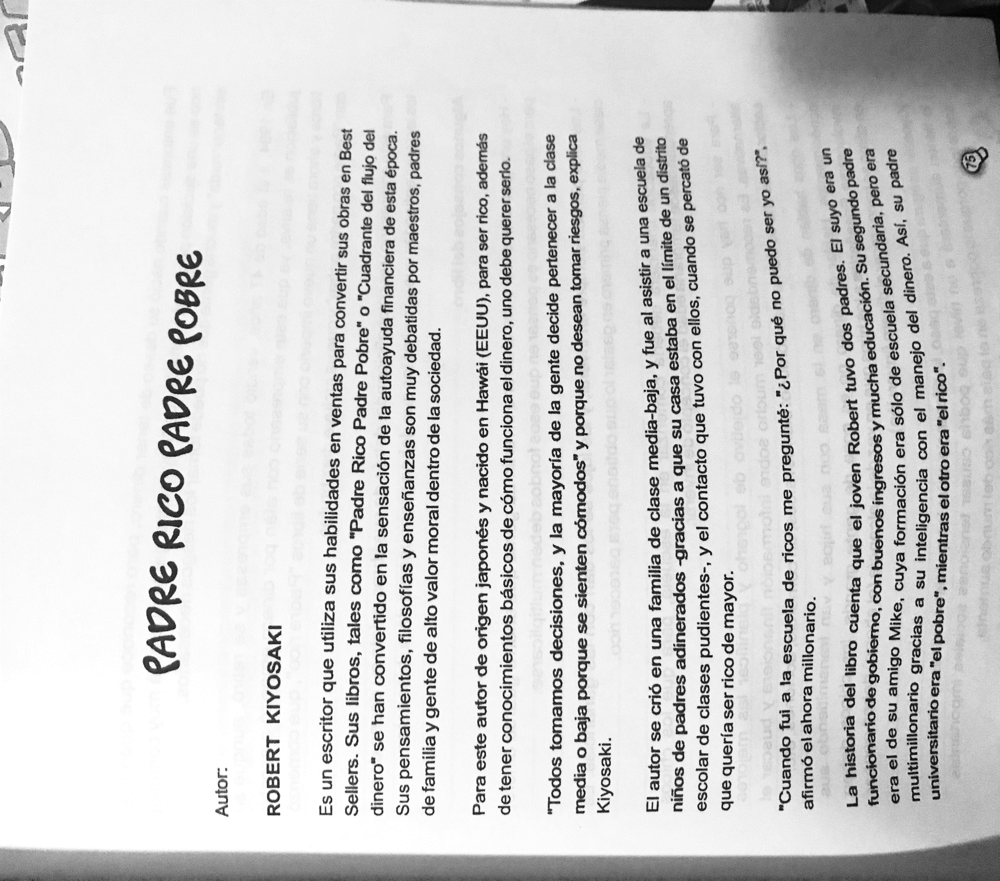 PADRE RICO PADRE POBRE
Autor:
ROBERT KIYOSAKI
Es un escritor que utiliza sus habilidades en ventas para convertir sus obras en Best
Sellers. Sus libros, tales como "Padre Rico Padre Pobre" o "Cuadrante del flujo del
dinero" se han convertido en la sensación de la autoayuda financiera de esta época.
Sus pensamientos, filosofías y enseñanzas son muy debatidas por maestros, padres
de familia y gente de alto valor moral dentro de la sociedad.
Para este autor de origen japonés y nacido en Hawái (EEUU), para ser rico, además
de tener conocimientos básicos de cómo funciona el dinero, uno debe querer serlo.
"Todos tomamos decisiones, y la mayoría de la gente decide pertenecer a la clase
media o baja porque se sienten cómodos" y porque no desean tomar riesgos, explica
Kiyosaki.
El autor se crió en una familia de clase media-baja, y fue al asistir a una escuela de
niños de padres adinerados -gracias a que su casa estaba en el límite de un distrito
escolar de clases pudientes-, y el contacto que tuvo con ellos, cuando se percató de
que quería ser rico de mayor.
"Cuando fui a la escuela de ricos me pregunté: "¿Por qué no puedo ser yo así?",
afirmó el ahora millonario.
La historia del libro cuenta que el joven Robert tuvo dos padres. El suyo era un
funcionario de gobierno, con buenos ingresos y mucha educación. Su segundo padre
era el de su amigo Mike, cuya formación era sólo de escuela secundaria, pero era
multimillonario gracias a su inteligencia con el manejo del dinero. Así, su padre
universitario era "el pobre", mientras el otro era "el rico".
75